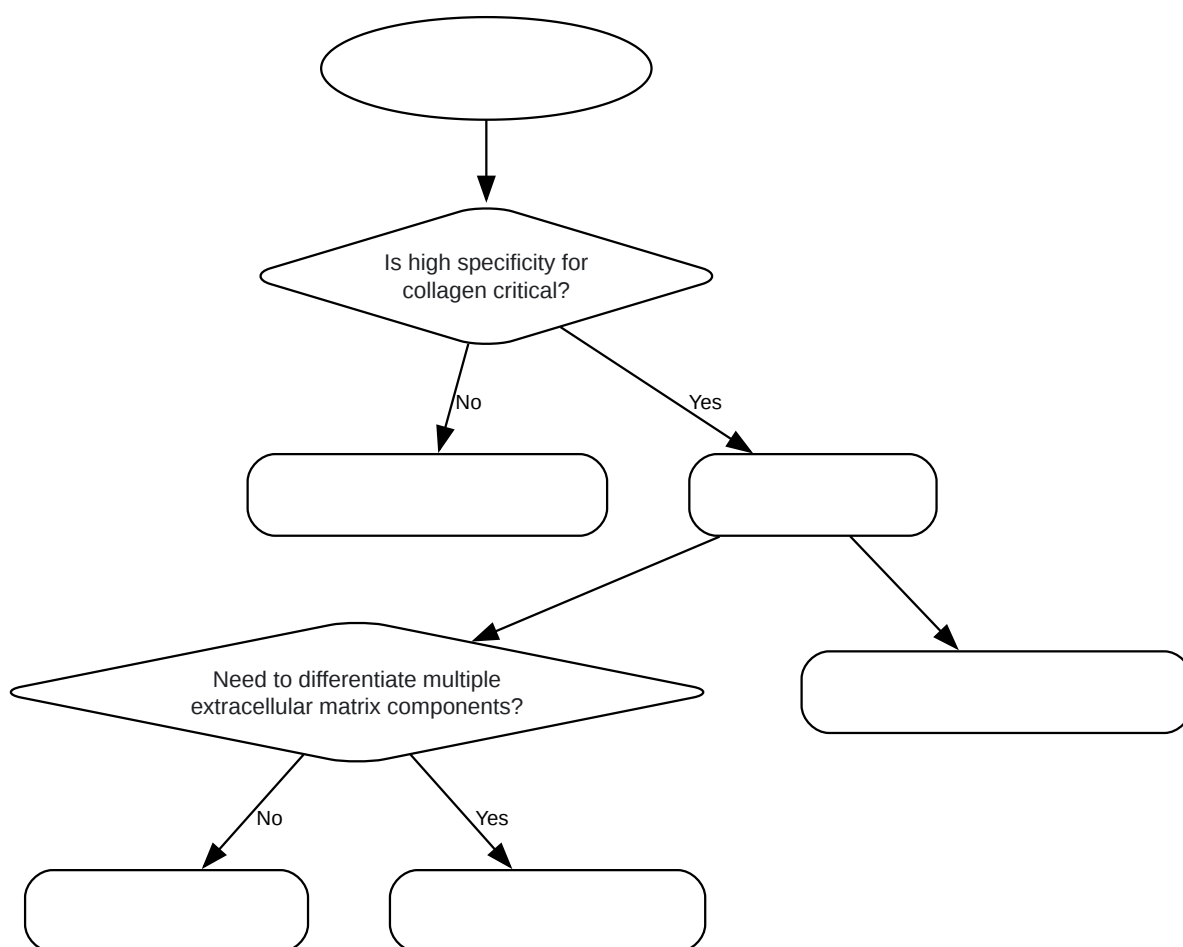 Is high specificity for
collagen critical?
No
Yes
Need to differentiate multiple
extracellular matrix components?
No
Yes